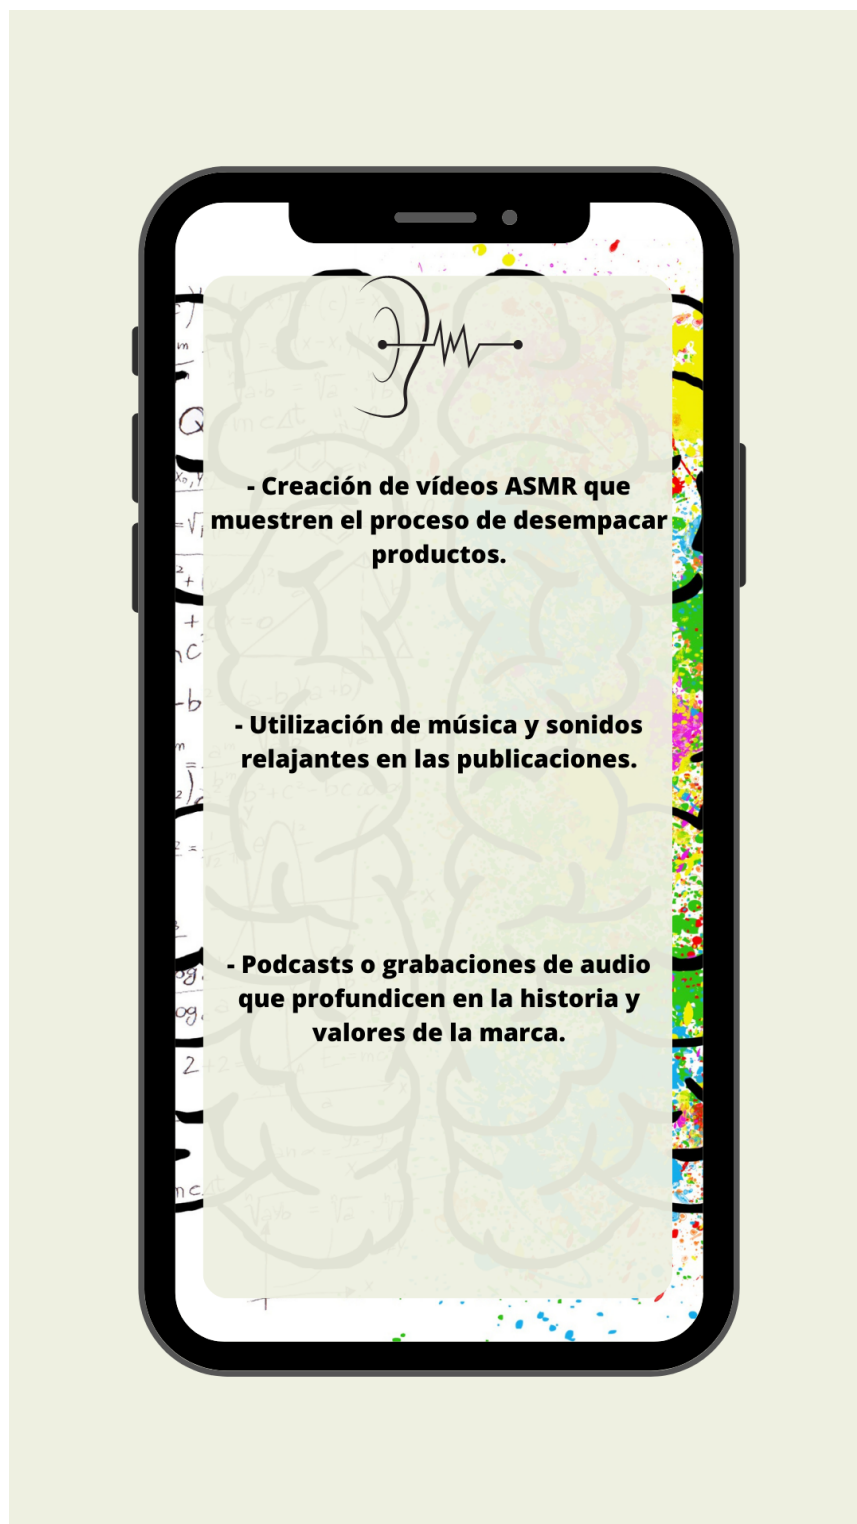 - Creación de vídeos ASMR que
muestren el proceso de desempacar
productos.
- Utilización de música y sonidos
relajantes en las publicaciones.
- Podcasts o grabaciones de audio
que profundicen en la historia y
valores de la marca.